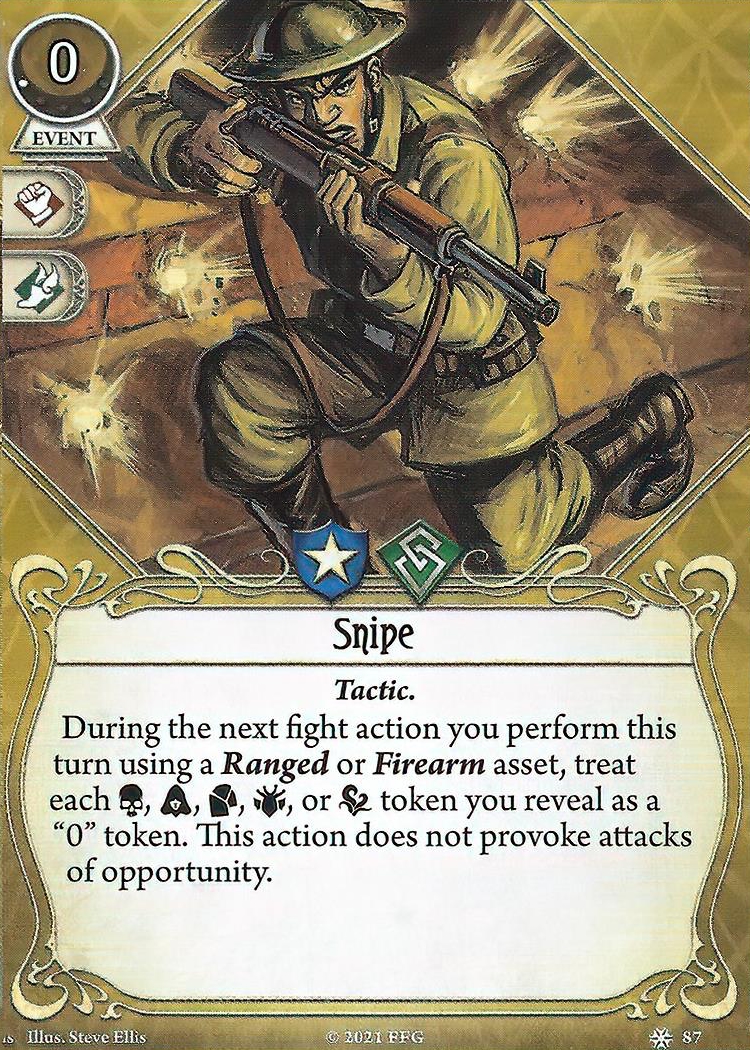 0
EVENT
Snipe
Tactic.
During the next fight action you perform this
turn using a Ranged or Firearm asset, treat
each , , , , or token you reveal as a
“0” token. This action does not provoke attacks
of opportunity.
Illus. Steve Ellis
© 2021 FFG
87